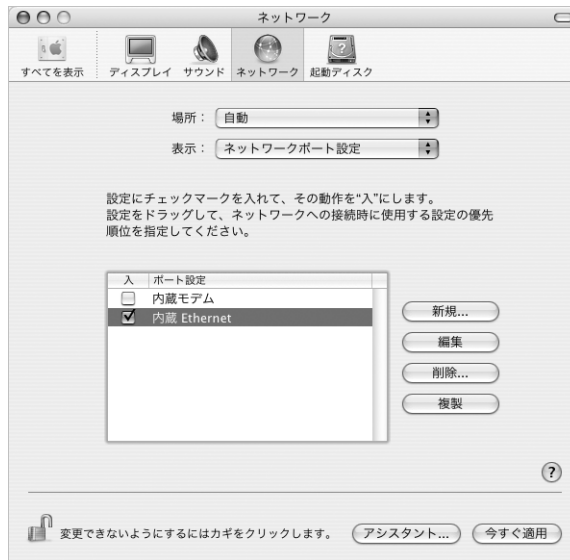 ネットワーク
すべてを表示 ディスプレイ サウンド ネットワーク 起動ディスク
場所： 自動
表示： ネットワークポート設定
設定にチェックマークを入れて、その動作を“入”にします。
設定をドラッグして、ネットワークへの接続時に使用する設定の優先
順位を指定してください。
入 ポート設定
内蔵モデム
内蔵 Ethernet
新規...
編集
削除...
複製
?
変更できないようにするにはカギをクリックします。 アシスタント... 今すぐ適用